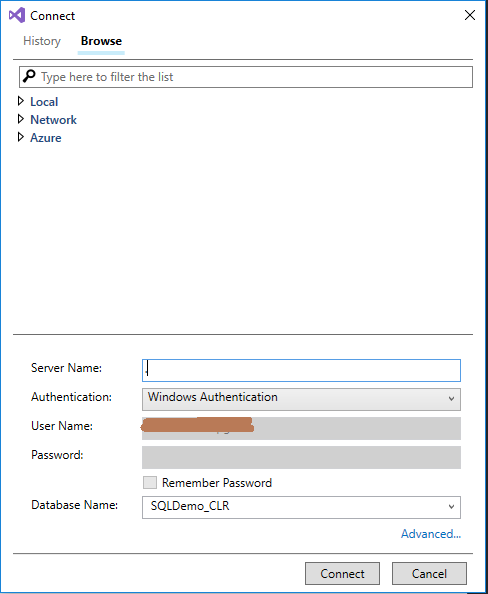 Connect
History Browse
Type here to filter the list
Local
Network
Azure
Server Name: .
Authentication: Windows Authentication
User Name:
Password:
Remember Password
Database Name: SQLDemo_CLR
Advanced...
Connect Cancel